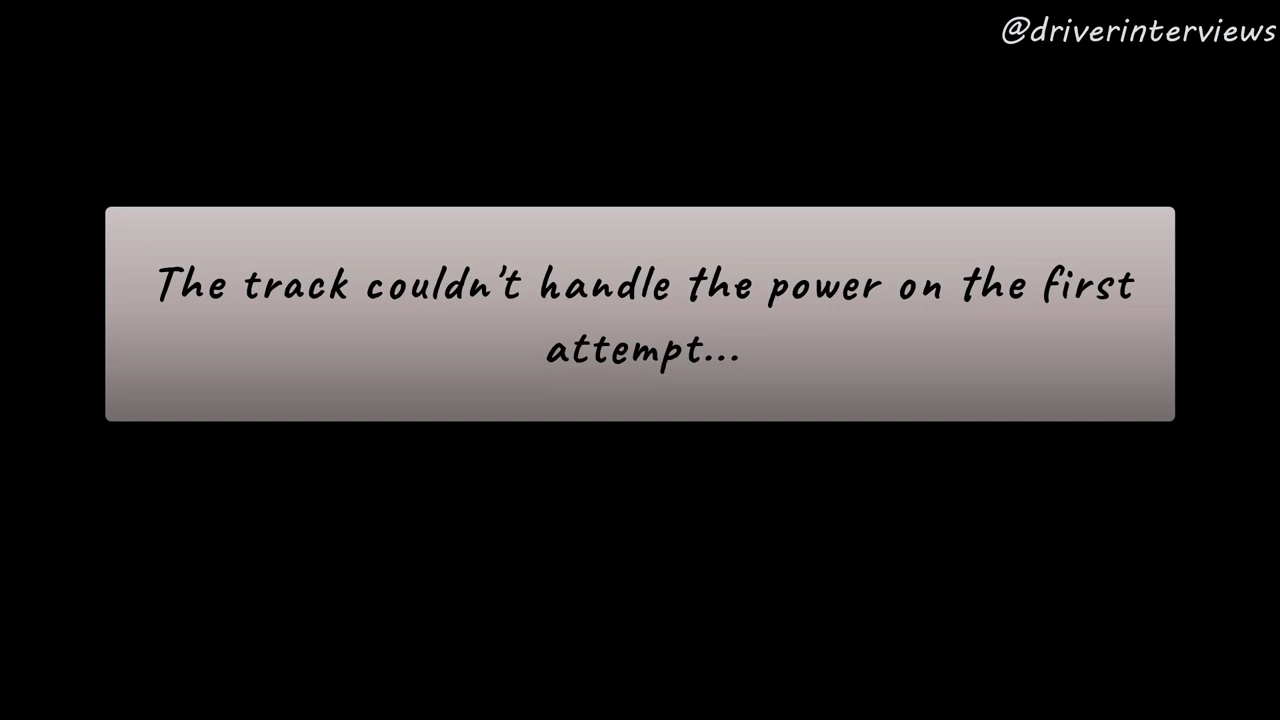 @driverinterviews
The track couldn't handle the power on the first
attempt...